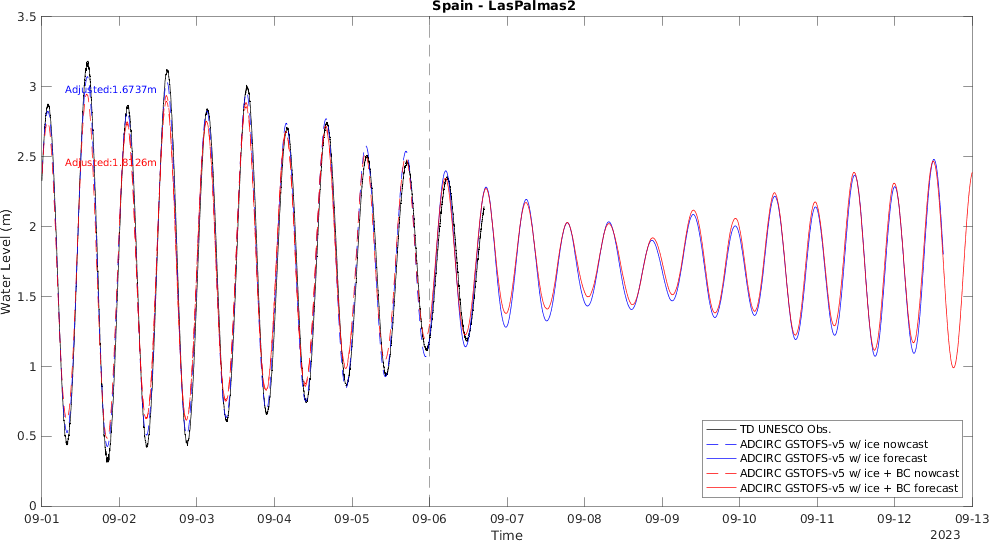 Spain - LasPalmas2
3.5
3
2.5
2
1.5
1
0.5
0
Water Level (m)
Adjusted:1.6737m
Adjusted:1.8126m
TD UNESCO Obs.
ADCIRC GSTOFS-v5 w/ ice nowcast
ADCIRC GSTOFS-v5 w/ ice forecast
ADCIRC GSTOFS-v5 w/ ice + BC nowcast
ADCIRC GSTOFS-v5 w/ ice + BC forecast
09-01 09-02 09-03 09-04 09-05 09-06 09-07 09-08 09-09 09-10 09-11 09-12 09-13
Time
2023